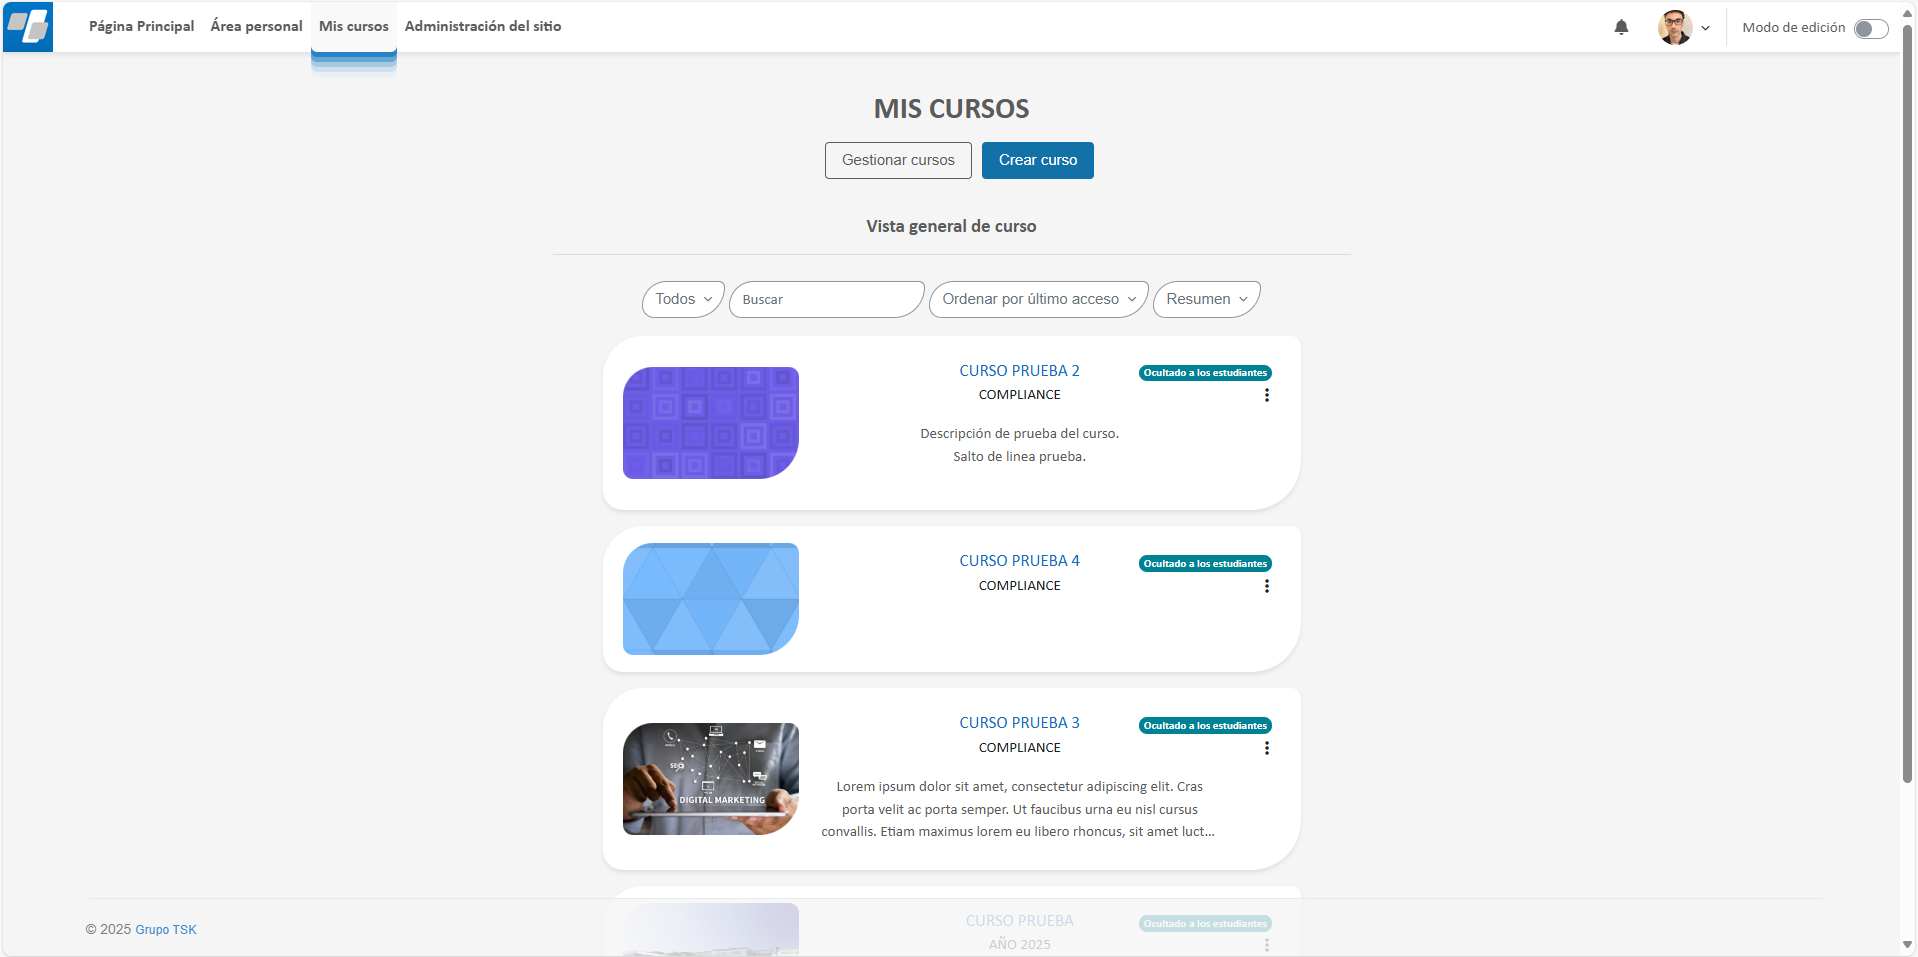 Página Principal
Área personal
Mis cursos
Administración del sitio
Modo de edición
MIS CURSOS
Gestionar cursos
Crear curso
Vista general de curso
Todos
Buscar
Ordenar por último acceso
Resumen
CURSO PRUEBA 2
Ocultado a los estudiantes
COMPLIANCE
Descripción de prueba del curso.
Salto de linea prueba.
CURSO PRUEBA 4
Ocultado a los estudiantes
COMPLIANCE
SEO
DIGITAL MARKETING
CURSO PRUEBA 3
Ocultado a los estudiantes
COMPLIANCE
Lorem ipsum dolor sit amet, consectetur adipiscing elit. Cras
porta velit ac porta semper. Ut faucibus urna eu nisl cursus
convallis. Etiam maximus lorem eu libero rhoncus, sit amet luct...
CURSO PRUEBA
Ocultado a los estudiantes
AÑO 2025
© 2025 Grupo TSK